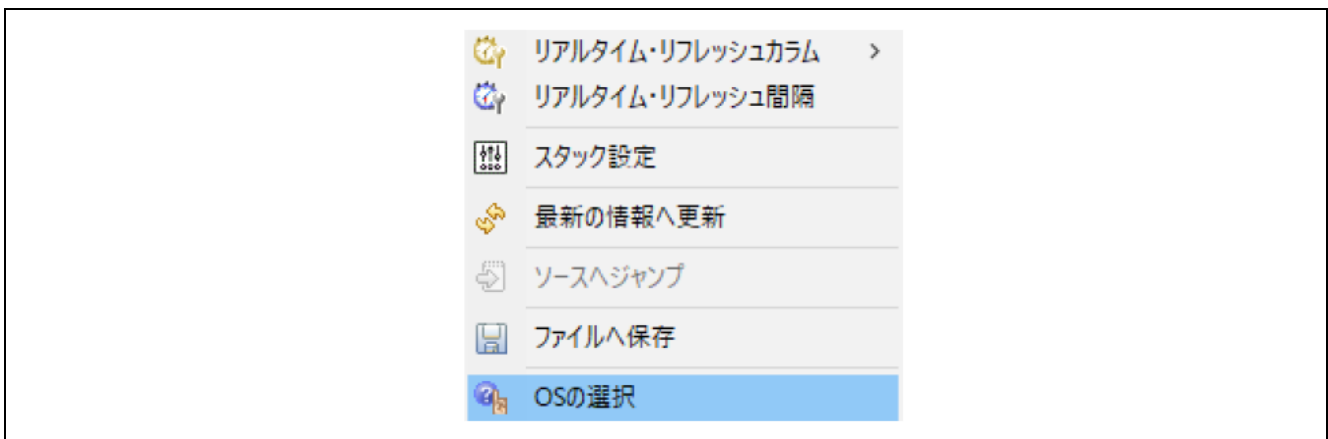 リアルタイム・リフレッシュカラム >
リアルタイム・リフレッシュ間隔
スタック設定
最新の情報へ更新
ソースへジャンプ
ファイルへ保存
OSの選択